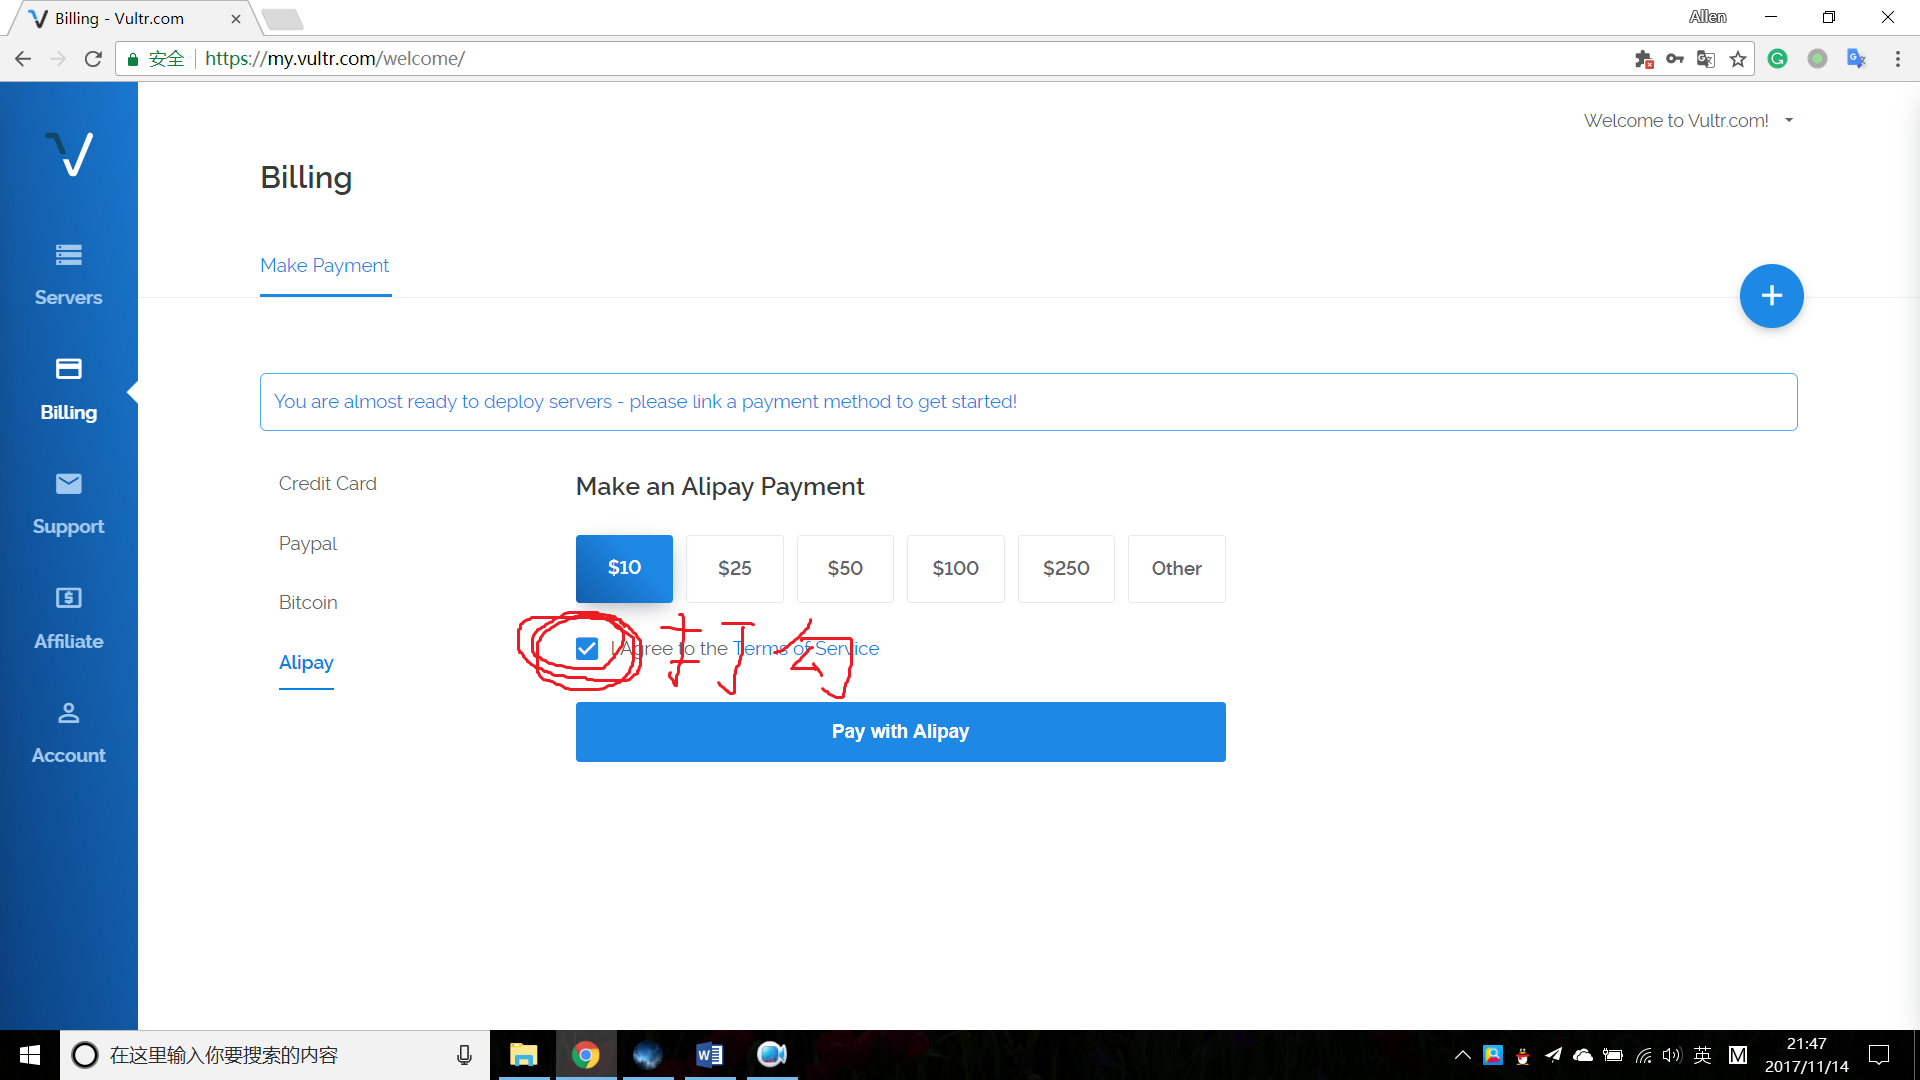 Billing - Vultr.com
Allen
安全 https://my.vultr.com/welcome/
Welcome to Vultr.com!
Billing
Make Payment
Servers
Billing
Support
Affiliate
Account
You are almost ready to deploy servers - please link a payment method to get started!
Credit Card
Paypal
Bitcoin
Alipay
Make an Alipay Payment
$10 $25 $50 $100 $250 Other
I Agree to the Terms of Service
打勾
Pay with Alipay
在这里输入你要搜索的内容
英
M
21:47
2017/11/14